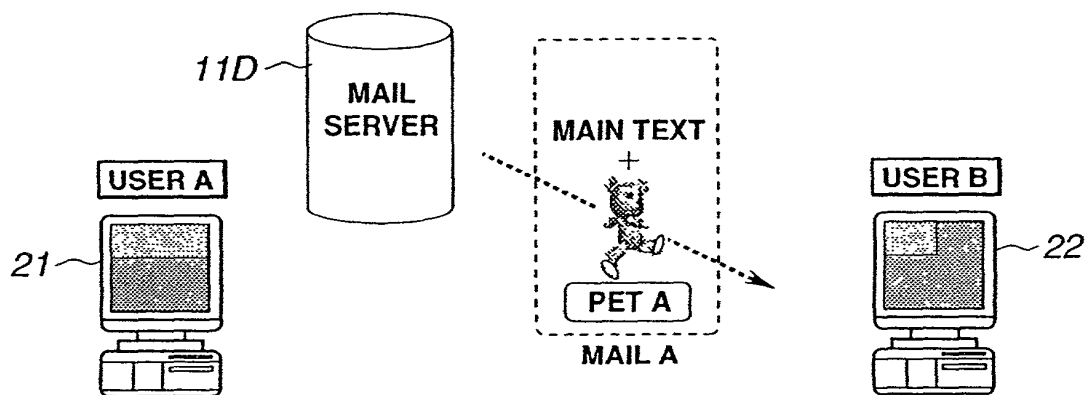 11D
MAIL
SERVER
MAIN TEXT
+
USER A
USER B
21
22
PET A
MAIL A